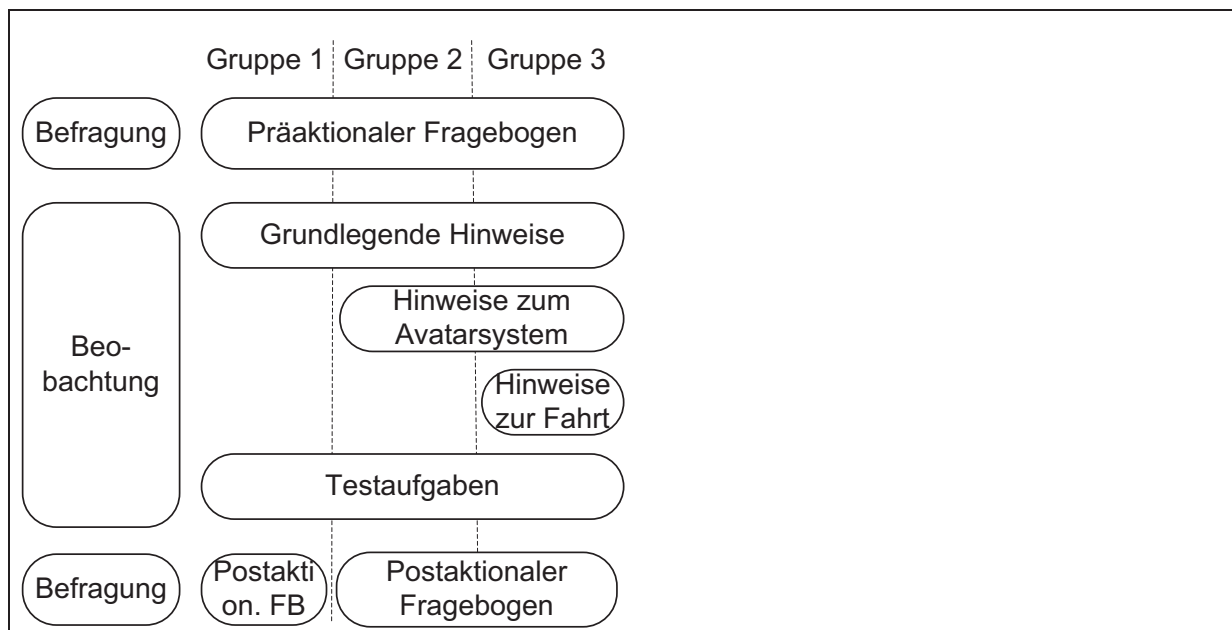 Gruppe 1 Gruppe 2 Gruppe 3
Befragung
Präaktionaler Fragebogen
Beo-
bachtung
Grundlegende Hinweise
Hinweise zum
Avatarsystem
Hinweise
zur Fahrt
Testaufgaben
Befragung
Postakti
on. FB
Postaktionaler
Fragebogen